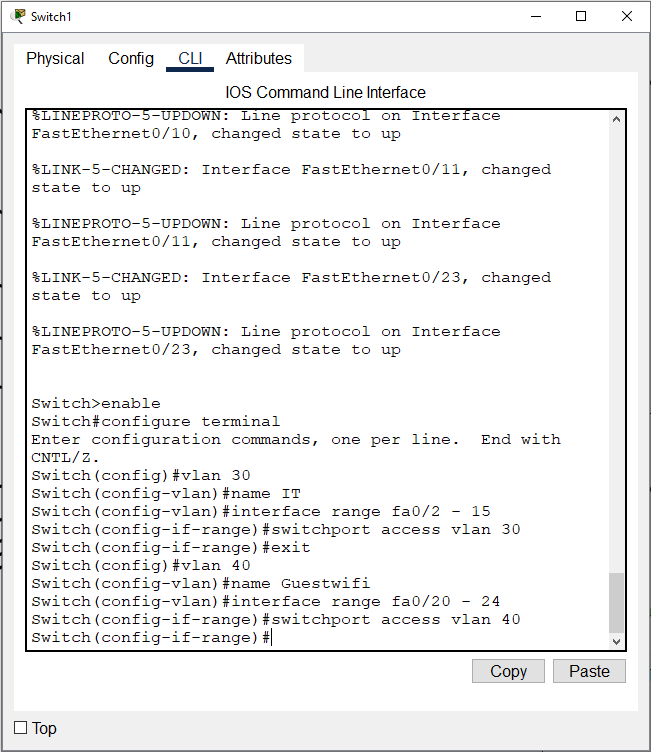 Switch1
Physical Config CLI Attributes
IOS Command Line Interface
%LINEPROTO-5-UPDOWN: Line protocol on Interface
FastEthernet0/10, changed state to up
%LINK-5-CHANGED: Interface FastEthernet0/11, changed
state to up
%LINEPROTO-5-UPDOWN: Line protocol on Interface
FastEthernet0/11, changed state to up
%LINK-5-CHANGED: Interface FastEthernet0/23, changed
state to up
%LINEPROTO-5-UPDOWN: Line protocol on Interface
FastEthernet0/23, changed state to up
Switch>enable
Switch#configure terminal
Enter configuration commands, one per line.  End with
CNTL/Z.
Switch(config)#vlan 30
Switch(config-vlan)#name IT
Switch(config-vlan)#interface range fa0/2 - 15
Switch(config-if-range)#switchport access vlan 30
Switch(config-if-range)#exit
Switch(config)#vlan 40
Switch(config-vlan)#name Guestwifi
Switch(config-vlan)#interface range fa0/20 - 24
Switch(config-if-range)#switchport access vlan 40
Switch(config-if-range)#
Copy Paste
Top